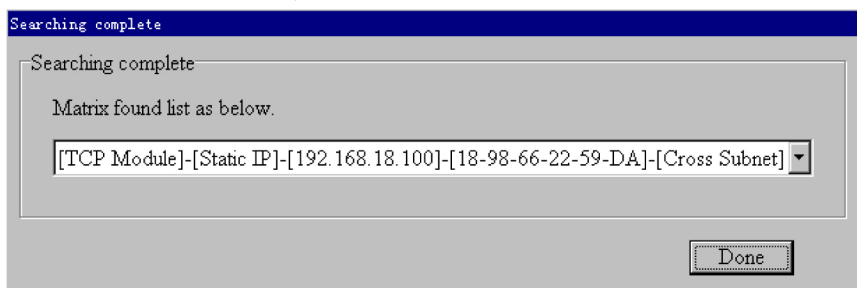 Searching complete
Searching complete
Matrix found list as below.
[TCP Module]-[Static IP]-[192.168.18.100]-[18-98-66-22-59-DA]-[Cross Subnet]
Done